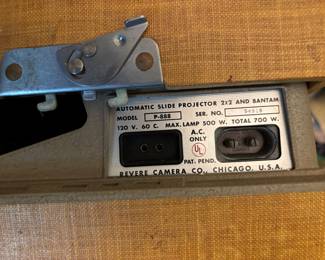 AUTOMATIC SLIDE PROJECTOR 2X2 AND BANTAM
MODEL P-888 SER. NO.
120 V. 60 C. MAX. LAMP 500 W. TOTAL 700 W.
A.C.
ONLY
UL
PAT. PEND.
REVERE CAMERA CO., CHICAGO, U.S.A.